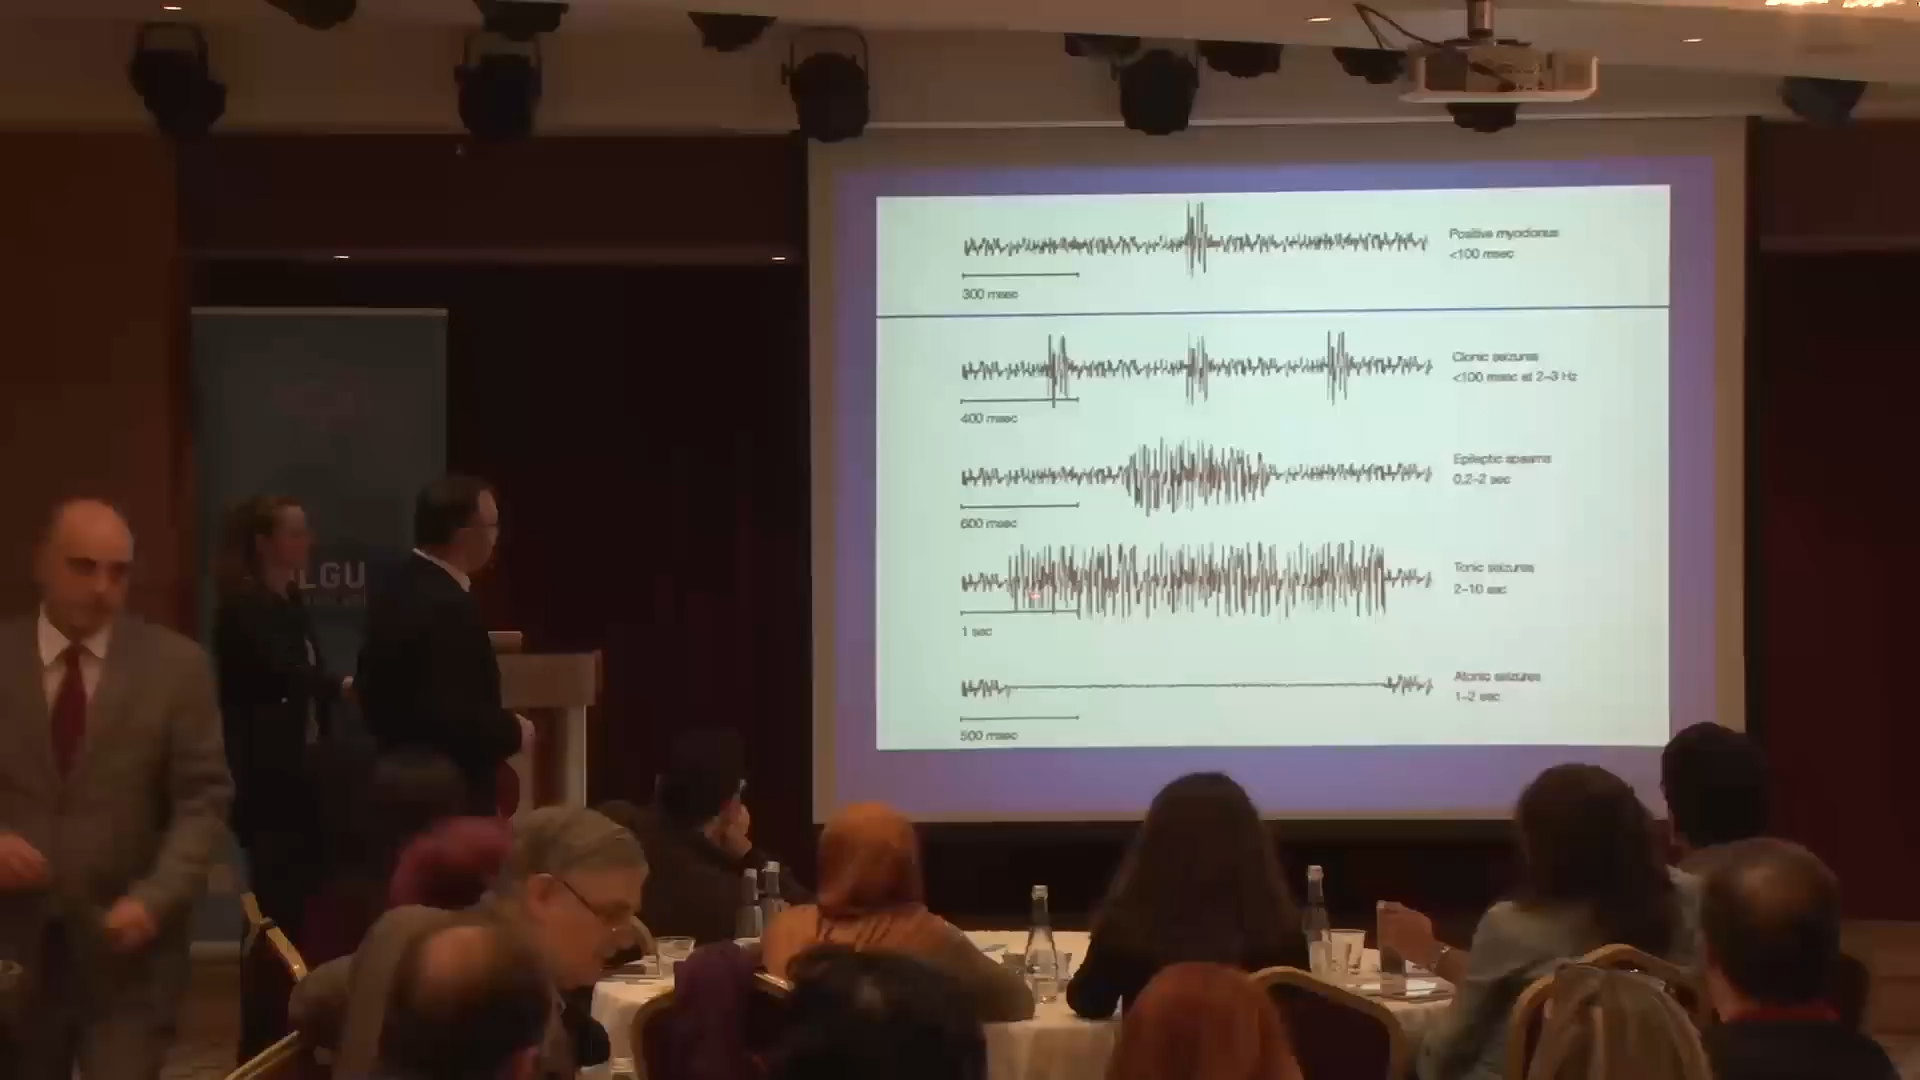 Positive myoclonus
<100 msec
300 msec
Clonic seizures
<100 msec at 2–3 Hz
400 msec
Epileptic spasms
0.2–2 sec
600 msec
Tonic seizures
2–10 sec
1 sec
Atonic seizures
1–2 sec
500 msec
LGU